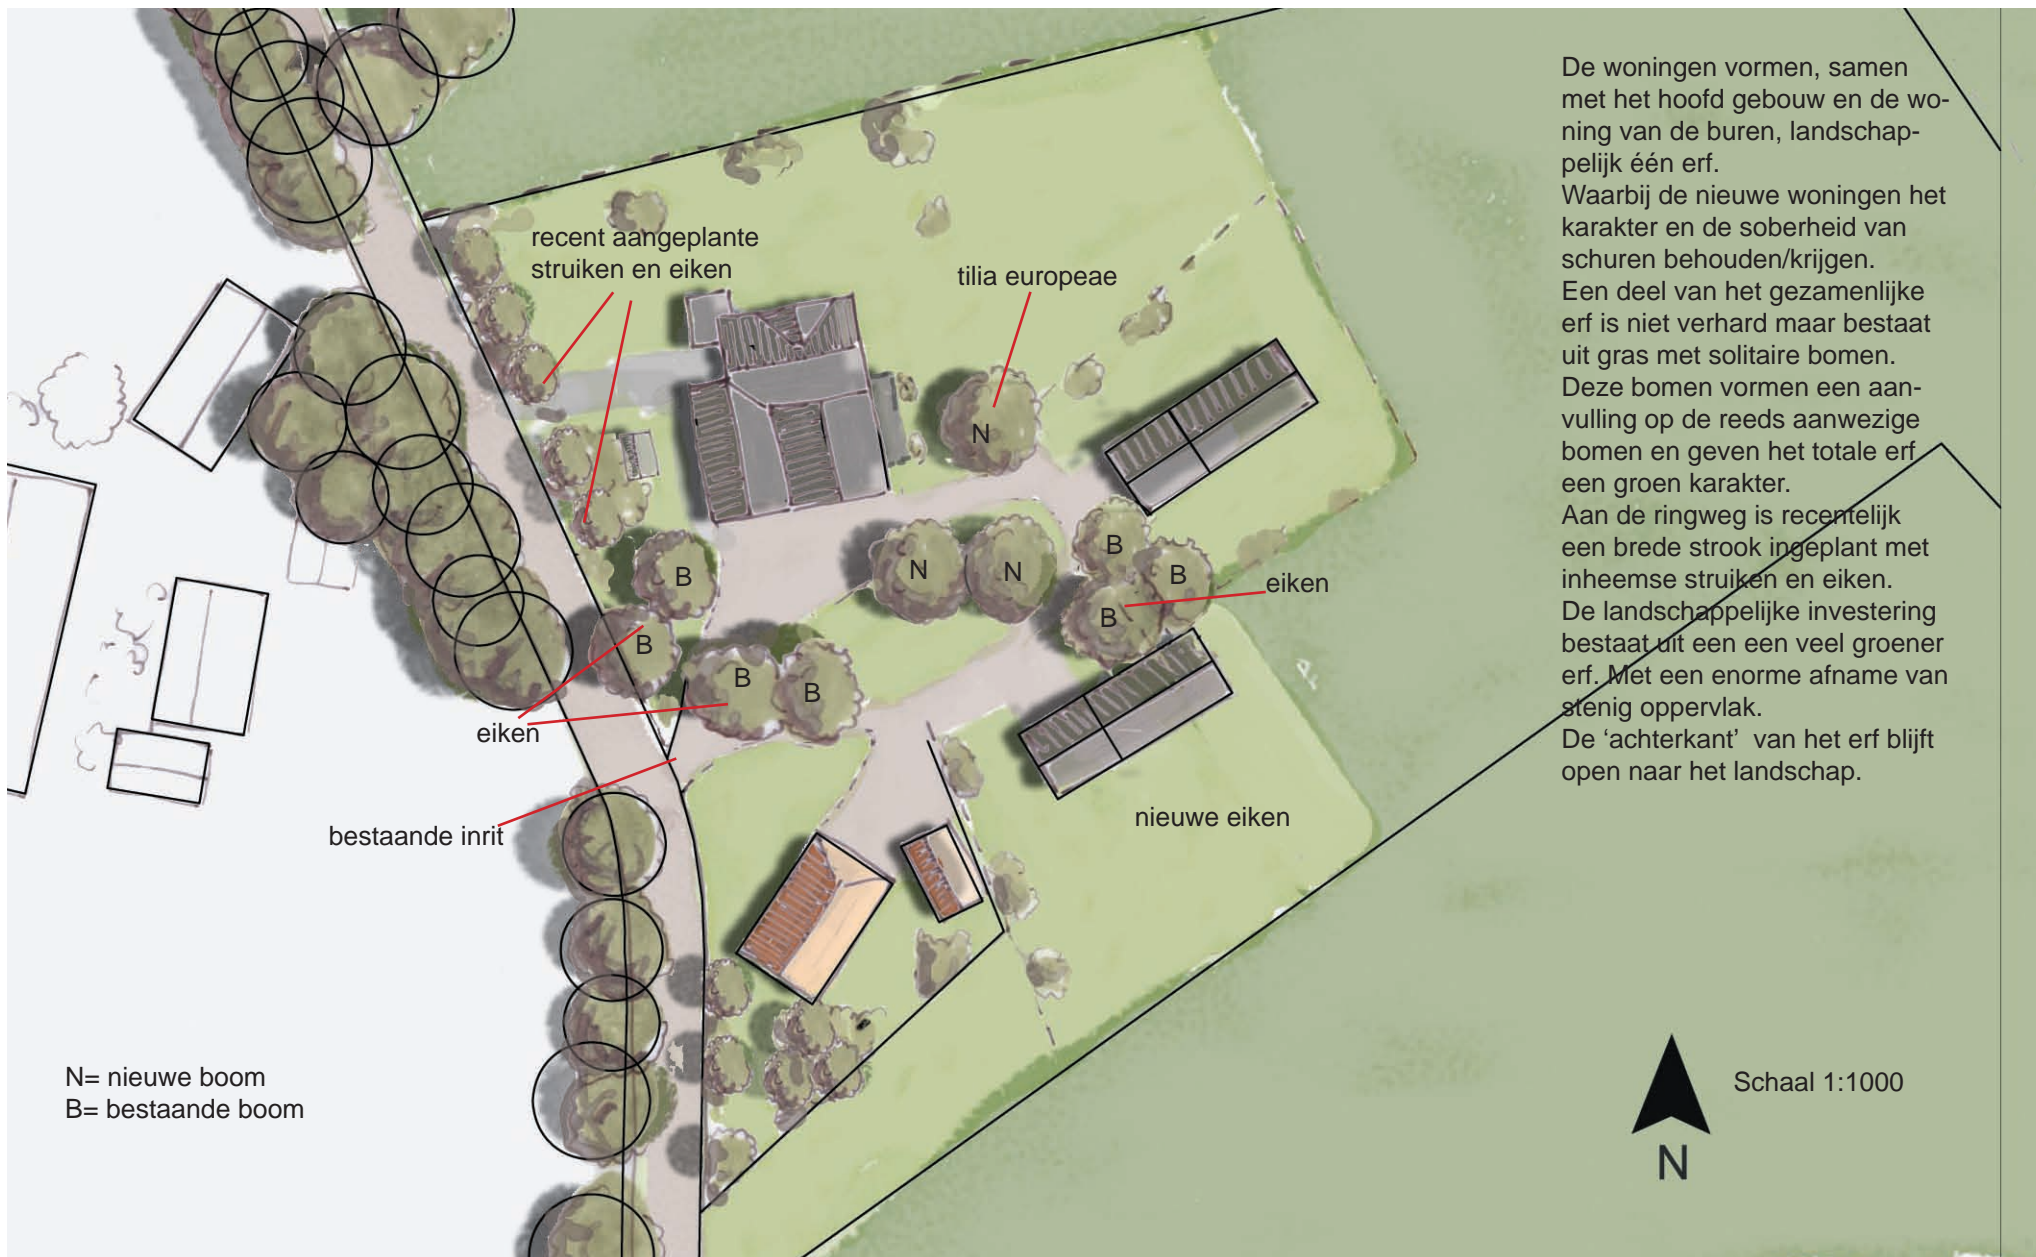 De woningen vormen, samen
met het hoofd gebouw en de wo-
ning van de buren, landschap-
pelijk één erf.
Waarbij de nieuwe woningen het
karakter en de soberheid van
schuren behouden/krijgen.
Een deel van het gezamenlijke
erf is niet verhard maar bestaat
uit gras met solitaire bomen.
Deze bomen vormen een aan-
vulling op de reeds aanwezige
bomen en geven het totale erf
een groen karakter.
Aan de ringweg is recentelijk
een brede strook ingeplant met
inheemse struiken en eiken.
De landschappelijke investering
bestaat uit een een veel groener
erf. Met een enorme afname van
stenig oppervlak.
De ‘achterkant’ van het erf blijft
open naar het landschap.
recent aangeplante
struiken en eiken
tilia europeae
N
N
N
B
B
B
eiken
B
B
B
B
eiken
bestaande inrit
nieuwe eiken
N= nieuwe boom
B= bestaande boom
Schaal 1:1000
N